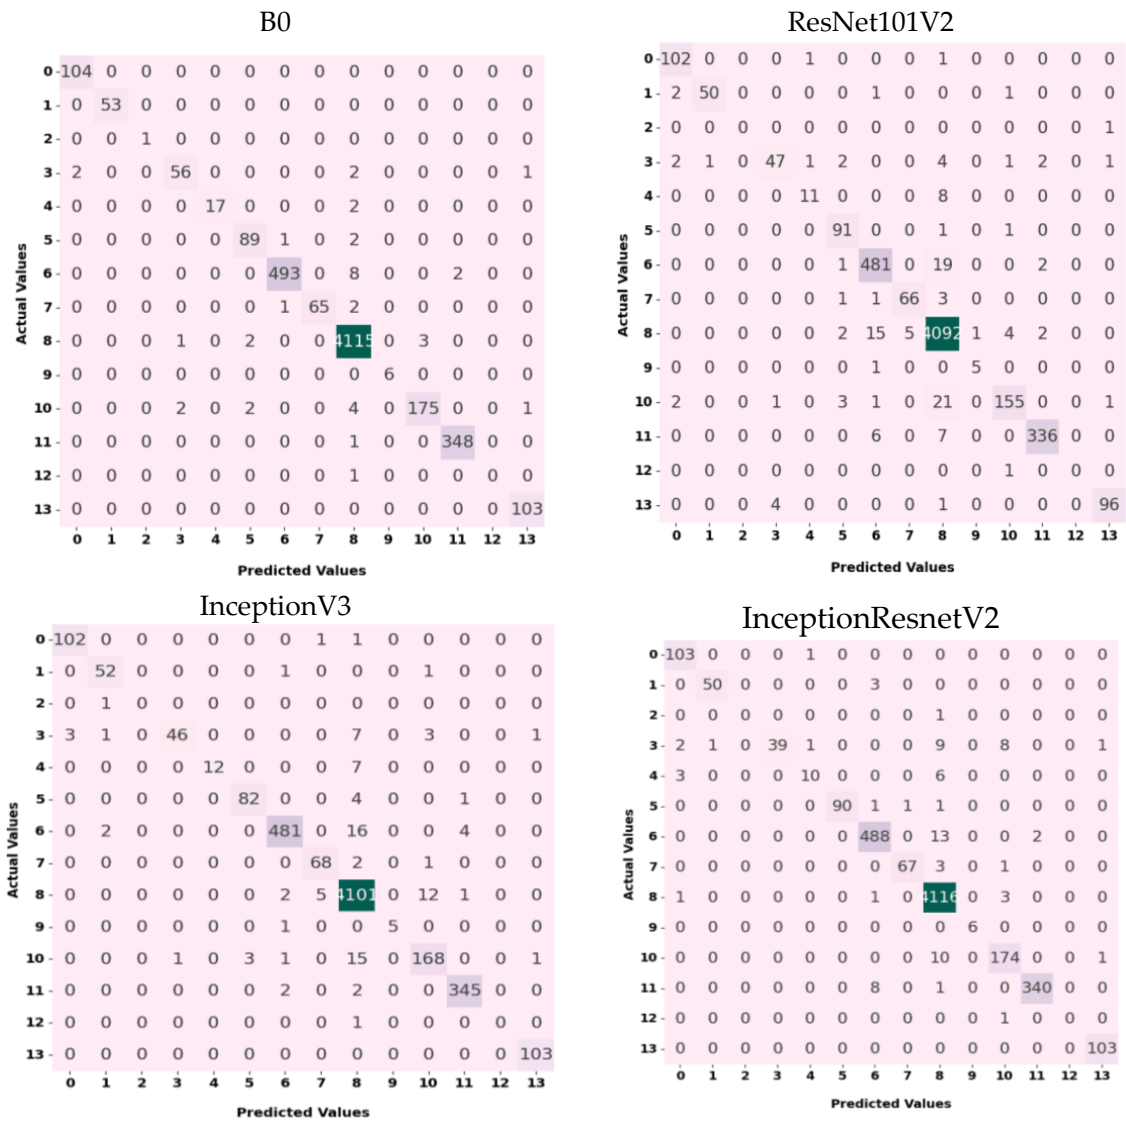 B0
0 104 0 0 0 0 0 0 0 0 0 0 0 0 0
1 0 53 0 0 0 0 0 0 0 0 0 0 0 0
2 0 0 1 0 0 0 0 0 0 0 0 0 0 0
3 2 0 0 56 0 0 0 0 2 0 0 0 0 1
4 0 0 0 0 17 0 0 0 2 0 0 0 0 0
5 0 0 0 0 0 89 1 0 2 0 0 0 0 0
6 0 0 0 0 0 0 493 0 8 0 0 2 0 0
7 0 0 0 0 0 0 1 65 2 0 0 0 0 0
8 0 0 0 1 0 2 0 0 4115 0 3 0 0 0
9 0 0 0 0 0 0 0 0 0 6 0 0 0 0
10 0 0 0 2 0 2 0 0 4 0 175 0 0 1
11 0 0 0 0 0 0 0 0 1 0 0 348 0 0
12 0 0 0 0 0 0 0 0 1 0 0 0 0 0
13 0 0 0 0 0 0 0 0 0 0 0 0 0 103
0 1 2 3 4 5 6 7 8 9 10 11 12 13
Actual Values
Predicted Values
ResNet101V2
0 102 0 0 0 1 0 0 0 1 0 0 0 0 0
1 2 50 0 0 0 0 1 0 0 0 1 0 0 0
2 0 0 0 0 0 0 0 0 0 0 0 0 0 1
3 2 1 0 47 1 2 0 0 4 0 1 2 0 1
4 0 0 0 0 11 0 0 0 8 0 0 0 0 0
5 0 0 0 0 0 91 0 0 1 0 1 0 0 0
6 0 0 0 0 0 1 481 0 19 0 0 2 0 0
7 0 0 0 0 0 1 1 66 3 0 0 0 0 0
8 0 0 0 0 0 2 15 5 4092 1 4 2 0 0
9 0 0 0 0 0 0 1 0 0 5 0 0 0 0
10 2 0 0 1 0 3 1 0 21 0 155 0 0 1
11 0 0 0 0 0 0 6 0 7 0 0 336 0 0
12 0 0 0 0 0 0 0 0 0 0 1 0 0 0
13 0 0 0 4 0 0 0 0 1 0 0 0 0 96
0 1 2 3 4 5 6 7 8 9 10 11 12 13
Actual Values
Predicted Values
InceptionV3
0 102 0 0 0 0 0 0 1 1 0 0 0 0 0
1 0 52 0 0 0 0 1 0 0 0 1 0 0 0
2 0 1 0 0 0 0 0 0 0 0 0 0 0 0
3 3 1 0 46 0 0 0 0 7 0 3 0 0 1
4 0 0 0 0 12 0 0 0 7 0 0 0 0 0
5 0 0 0 0 0 82 0 0 4 0 0 1 0 0
6 0 2 0 0 0 0 481 0 16 0 0 4 0 0
7 0 0 0 0 0 0 0 68 2 0 1 0 0 0
8 0 0 0 0 0 0 2 5 4101 0 12 1 0 0
9 0 0 0 0 0 0 1 0 0 5 0 0 0 0
10 0 0 0 1 0 3 1 0 15 0 168 0 0 1
11 0 0 0 0 0 0 2 0 2 0 0 345 0 0
12 0 0 0 0 0 0 0 0 1 0 0 0 0 0
13 0 0 0 0 0 0 0 0 0 0 0 0 0 103
0 1 2 3 4 5 6 7 8 9 10 11 12 13
Actual Values
Predicted Values
InceptionResnetV2
0 103 0 0 0 1 0 0 0 0 0 0 0 0 0
1 0 50 0 0 0 0 3 0 0 0 0 0 0 0
2 0 0 0 0 0 0 0 0 1 0 0 0 0 0
3 2 1 0 39 1 0 0 0 9 0 8 0 0 1
4 3 0 0 0 10 0 0 0 6 0 0 0 0 0
5 0 0 0 0 0 90 1 1 1 0 0 0 0 0
6 0 0 0 0 0 0 488 0 13 0 0 2 0 0
7 0 0 0 0 0 0 0 67 3 0 1 0 0 0
8 1 0 0 0 0 0 1 0 4116 0 3 0 0 0
9 0 0 0 0 0 0 0 0 0 6 0 0 0 0
10 0 0 0 0 0 0 0 0 10 0 174 0 0 1
11 0 0 0 0 0 0 8 0 1 0 0 340 0 0
12 0 0 0 0 0 0 0 0 0 0 1 0 0 0
13 0 0 0 0 0 0 0 0 0 0 0 0 0 103
0 1 2 3 4 5 6 7 8 9 10 11 12 13
Actual Values
Predicted Values